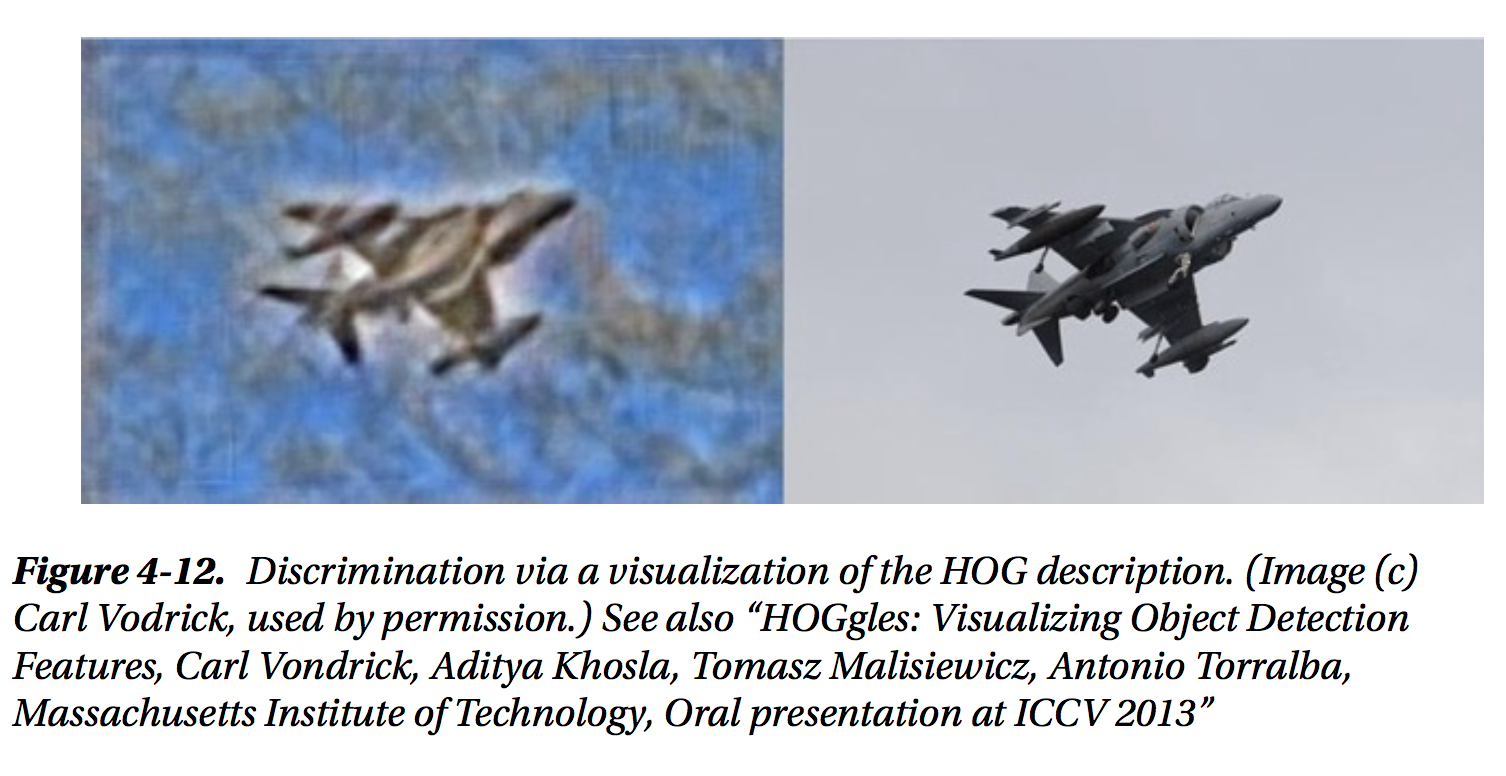 Figure 4-12. Discrimination via a visualization of the HOG description. (Image (c)
Carl Vodrick, used by permission.) See also “HOGgles: Visualizing Object Detection
Features, Carl Vondrick, Aditya Khosla, Tomasz Malisiewicz, Antonio Torralba,
Massachusetts Institute of Technology, Oral presentation at ICCV 2013”